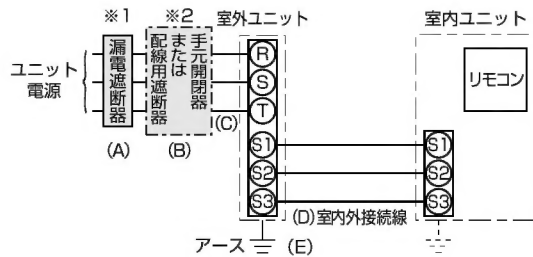 ※1
※2
室外ユニット
室内ユニット
ユニット
電源
漏電遮断器
手元開閉器
または
配線用遮断器
R
S
T
リモコン
(A)
(B)
(C)
S1
S2
S3
S1
S2
S3
(D)室内外接続線
アース
(E)